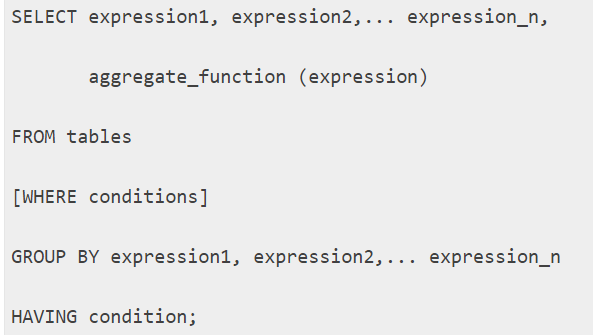 SELECT expression1, expression2,... expression_n,
aggregate_function (expression)
FROM tables
[WHERE conditions]
GROUP BY expression1, expression2,... expression_n
HAVING condition;